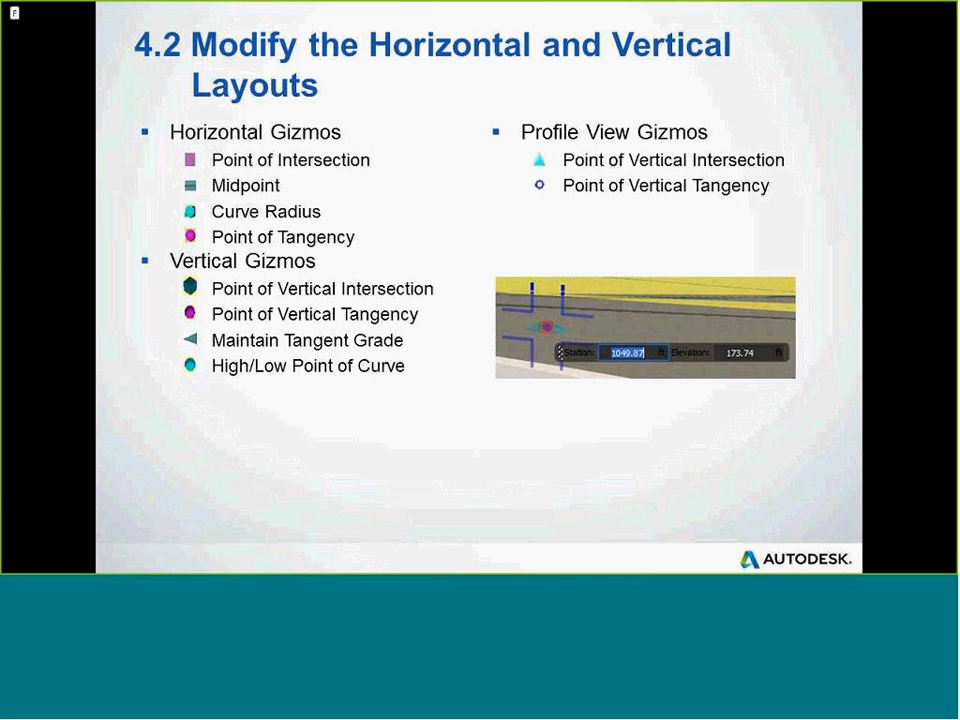 F
4.2 Modify the Horizontal and Vertical
Layouts
Horizontal Gizmos
Point of Intersection
Midpoint
Curve Radius
Point of Tangency
Vertical Gizmos
Point of Vertical Intersection
Point of Vertical Tangency
Maintain Tangent Grade
High/Low Point of Curve
Profile View Gizmos
Point of Vertical Intersection
Point of Vertical Tangency
Station: 1049.87 ft Elevation: 173.74 ft
AUTODESK.